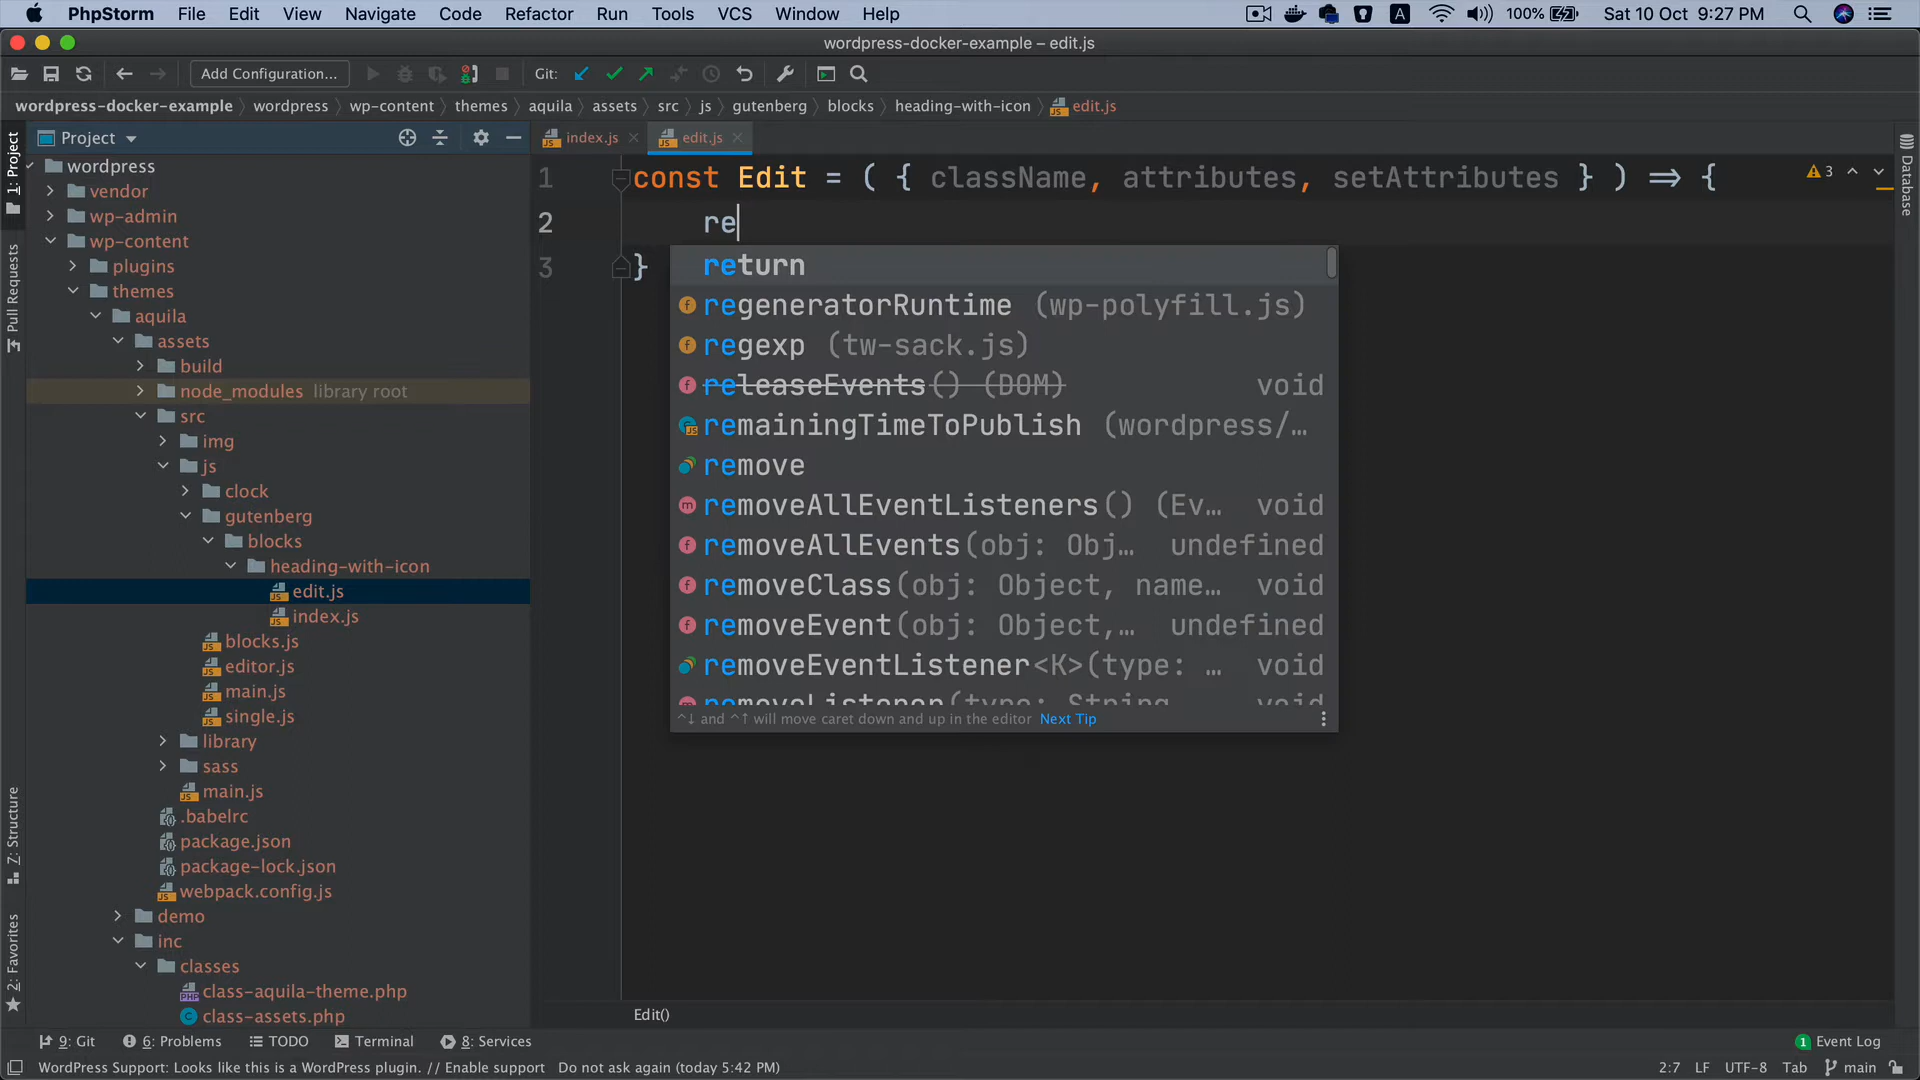 PhpStorm File Edit View Navigate Code Refactor Run Tools VCS Window Help A 100% Sat 10 Oct 9:27 PM
wordpress-docker-example – edit.js
Add Configuration... Git:
wordpress-docker-example wordpress wp-content themes aquila assets src js gutenberg blocks heading-with-icon edit.js
1: Project
Pull Requests
7: Structure
2: Favorites
Project
wordpress
vendor
wp-admin
wp-content
plugins
themes
aquila
assets
build
node_modules library root
src
img
js
clock
gutenberg
blocks
heading-with-icon
edit.js
index.js
blocks.js
editor.js
main.js
single.js
library
sass
main.js
.babelrc
package.json
package-lock.json
webpack.config.js
demo
inc
classes
class-aquila-theme.php
class-assets.php
index.js edit.js
1 const Edit = ( { className, attributes, setAttributes } ) => {
2 re
3 }
3
return
regeneratorRuntime (wp-polyfill.js)
regexp (tw-sack.js)
releaseEvents() (DOM) void
remainingTimeToPublish (wordpress/…
remove
removeAllEventListeners() (Ev… void
removeAllEvents(obj: Obj… undefined
removeClass(obj: Object, name… void
removeEvent(obj: Object,… undefined
removeEventListener<K>(type: … void
removeListener(type: String void
^↓ and ^↑ will move caret down and up in the editor Next Tip
Database
Edit()
9: Git 6: Problems TODO Terminal 8: Services 1 Event Log
WordPress Support: Looks like this is a WordPress plugin. // Enable support Do not ask again (today 5:42 PM) 2:7 LF UTF-8 Tab main